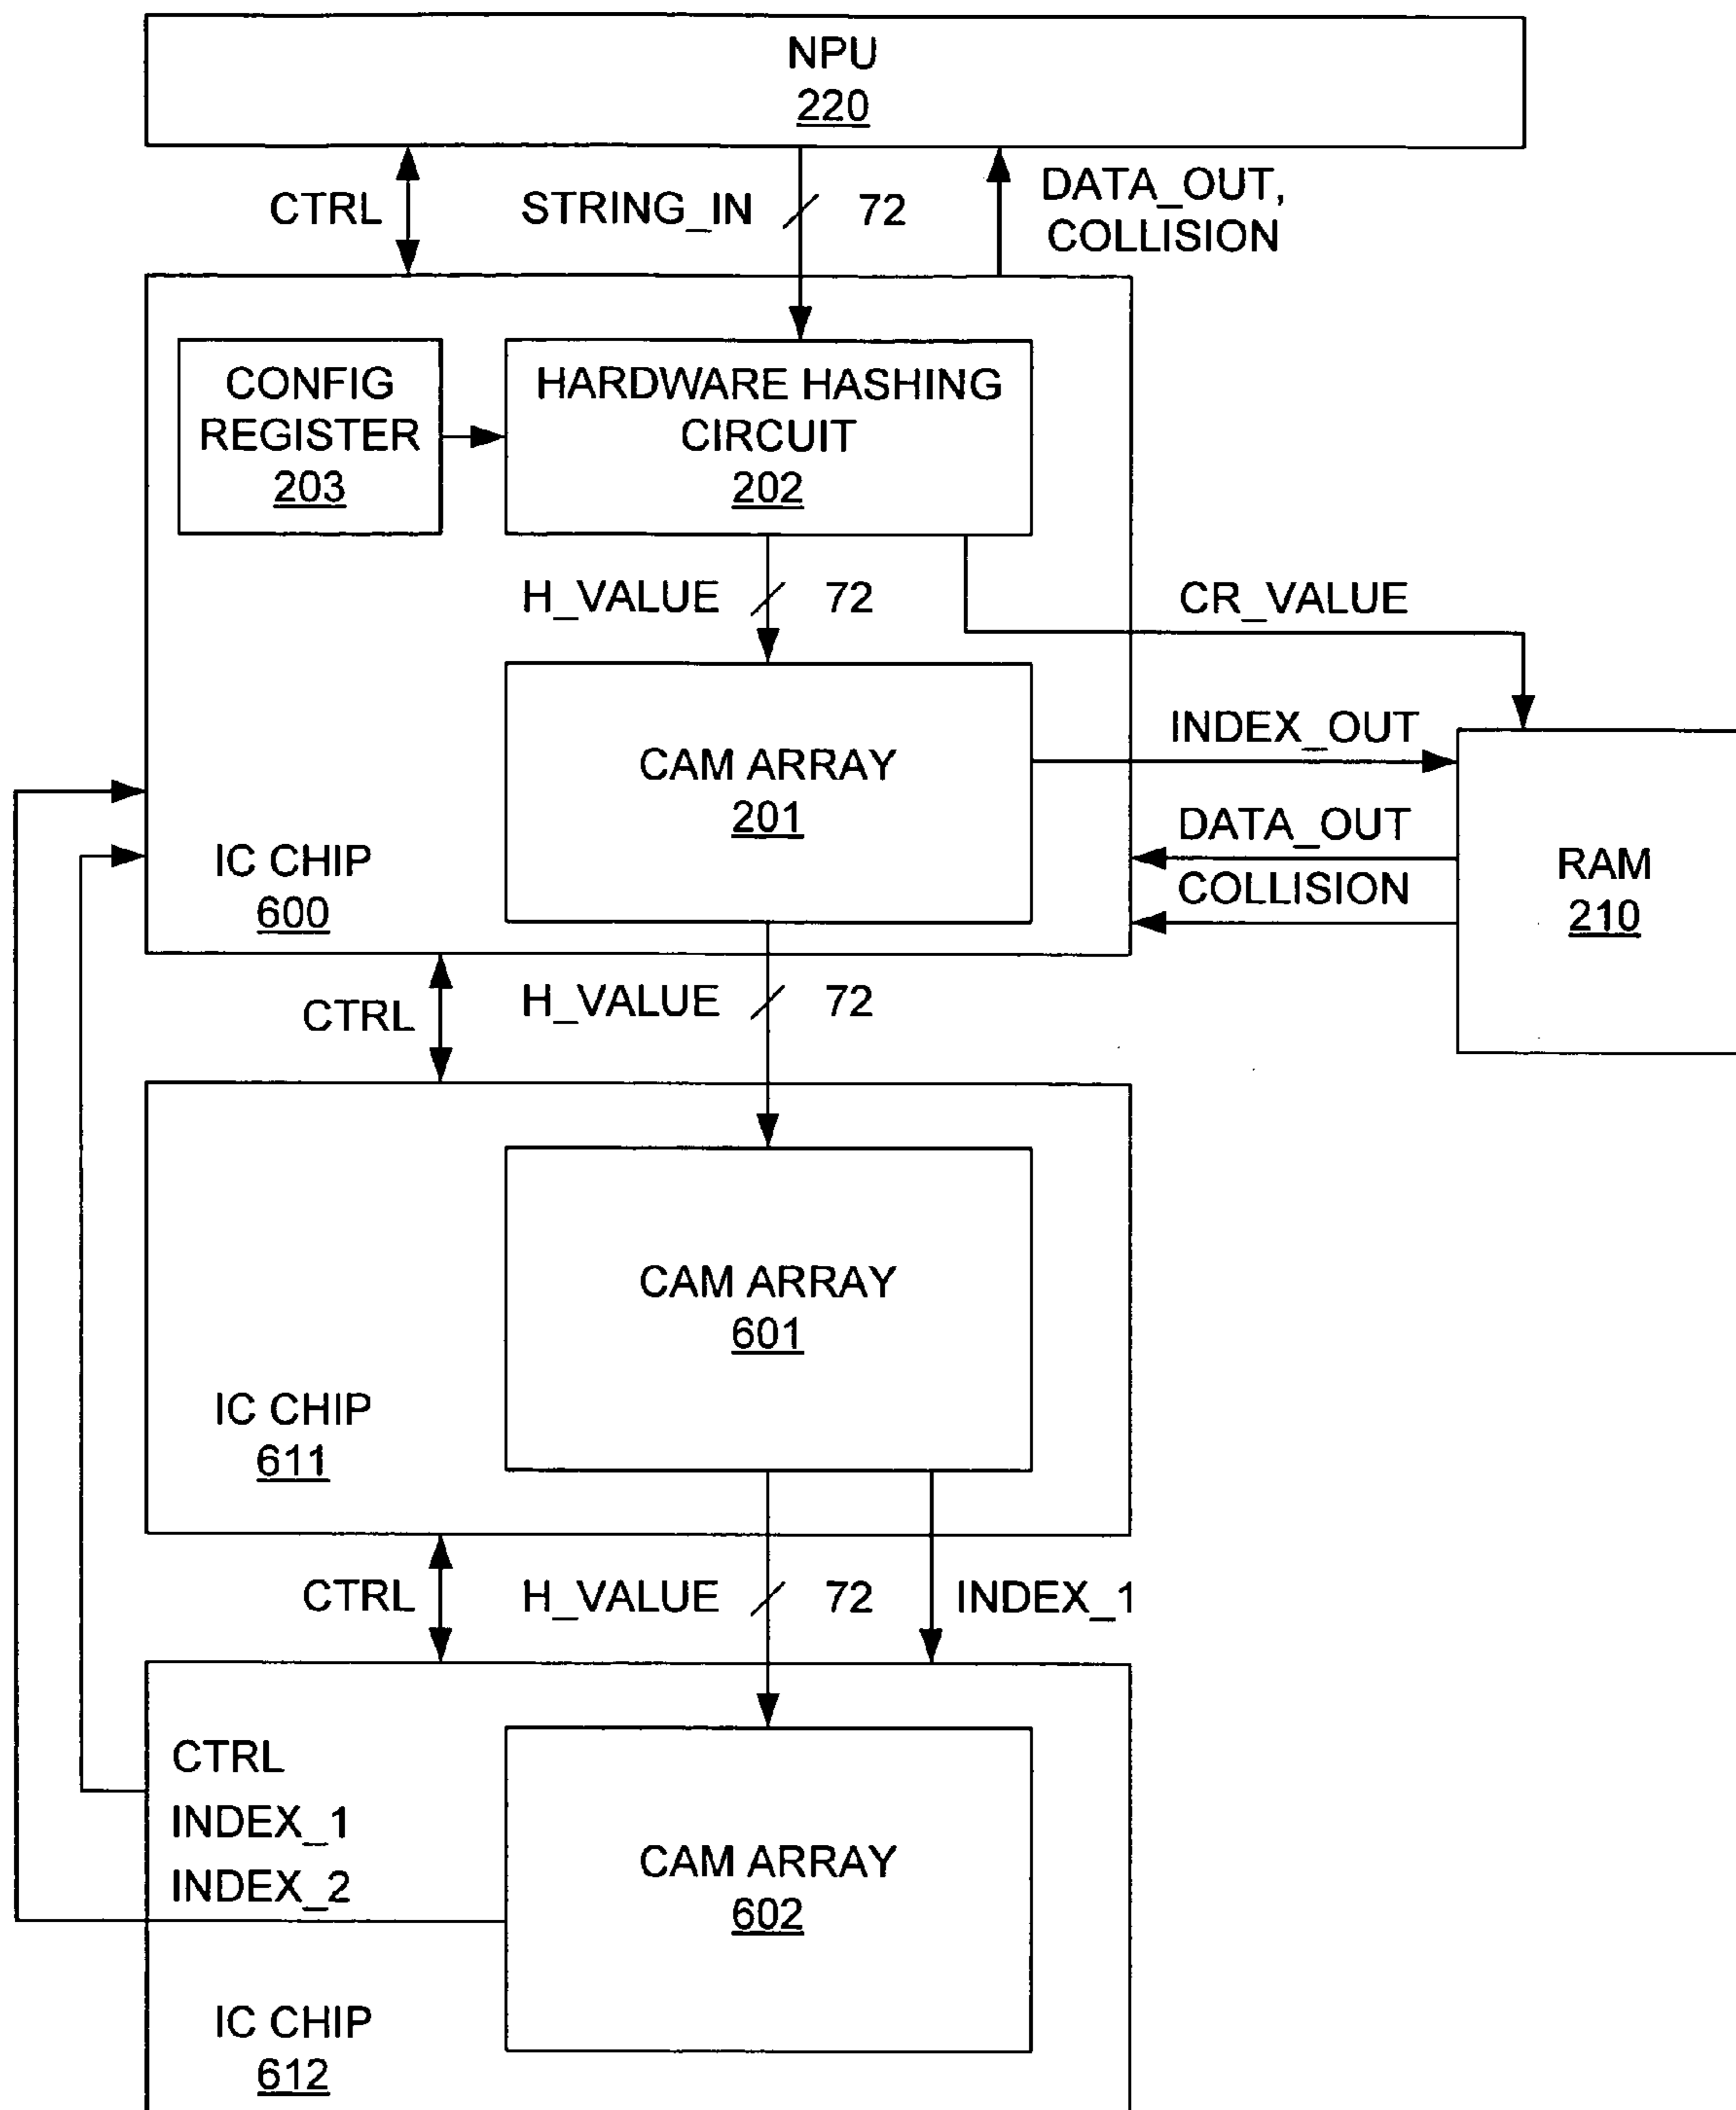 NPU
220
CTRL
STRING_IN
72
DATA_OUT,
COLLISION
CONFIG
REGISTER
203
HARDWARE HASHING
CIRCUIT
202
H_VALUE
72
CR_VALUE
CAM ARRAY
201
INDEX_OUT
DATA_OUT
COLLISION
RAM
210
IC CHIP
600
CTRL
H_VALUE
72
CAM ARRAY
601
IC CHIP
611
CTRL
H_VALUE
72
INDEX_1
CTRL
INDEX_1
INDEX_2
CAM ARRAY
602
IC CHIP
612